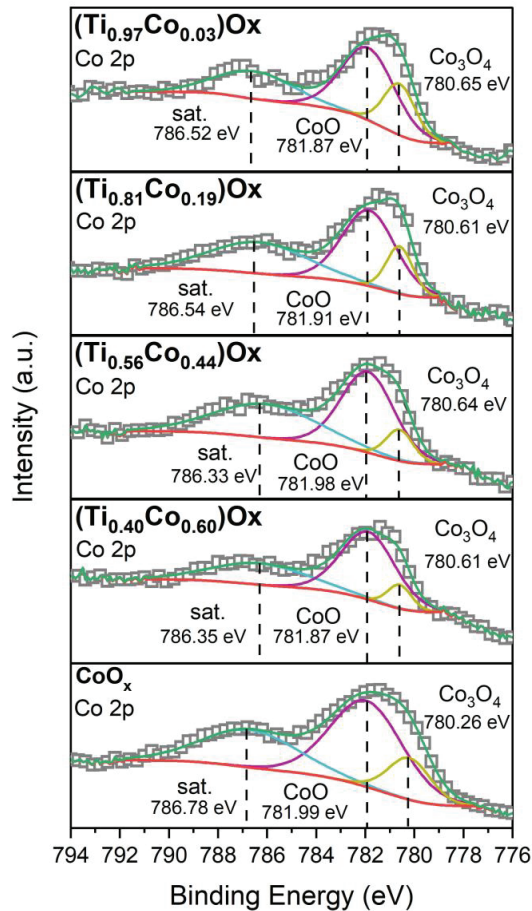 (Ti0.97Co0.03)Ox
Co 2p
Co3O4
780.65 eV
sat.
786.52 eV
CoO
781.87 eV
(Ti0.81Co0.19)Ox
Co 2p
Co3O4
780.61 eV
sat.
786.54 eV
CoO
781.91 eV
(Ti0.56Co0.44)Ox
Co 2p
Co3O4
780.64 eV
sat.
786.33 eV
CoO
781.98 eV
(Ti0.40Co0.60)Ox
Co 2p
Co3O4
780.61 eV
sat.
786.35 eV
CoO
781.87 eV
CoOx
Co 2p
Co3O4
780.26 eV
sat.
786.78 eV
CoO
781.99 eV
Intensity (a.u.)
794 792 790 788 786 784 782 780 778 776
Binding Energy (eV)